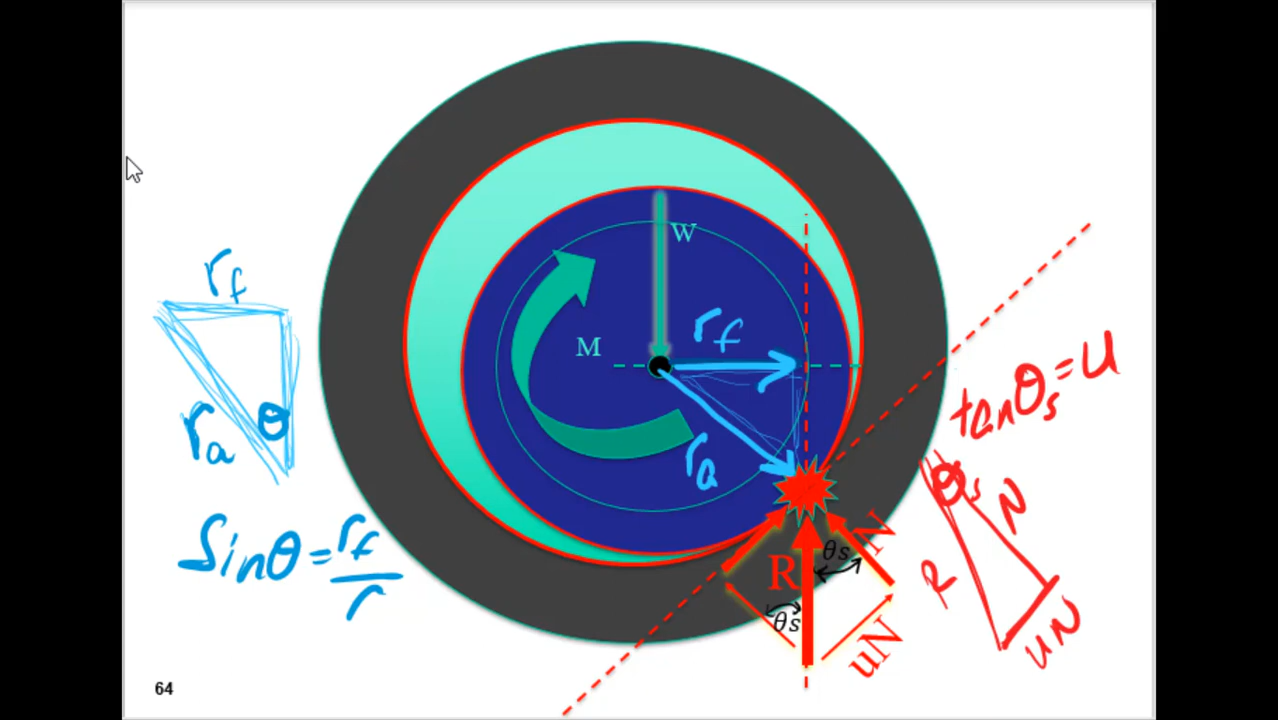 W
rf
M
rf
ra
θ
ra
tanθs=u
θs
N
N
θs
R
R
θs
uN
uN
Sinθ=rf/r
64